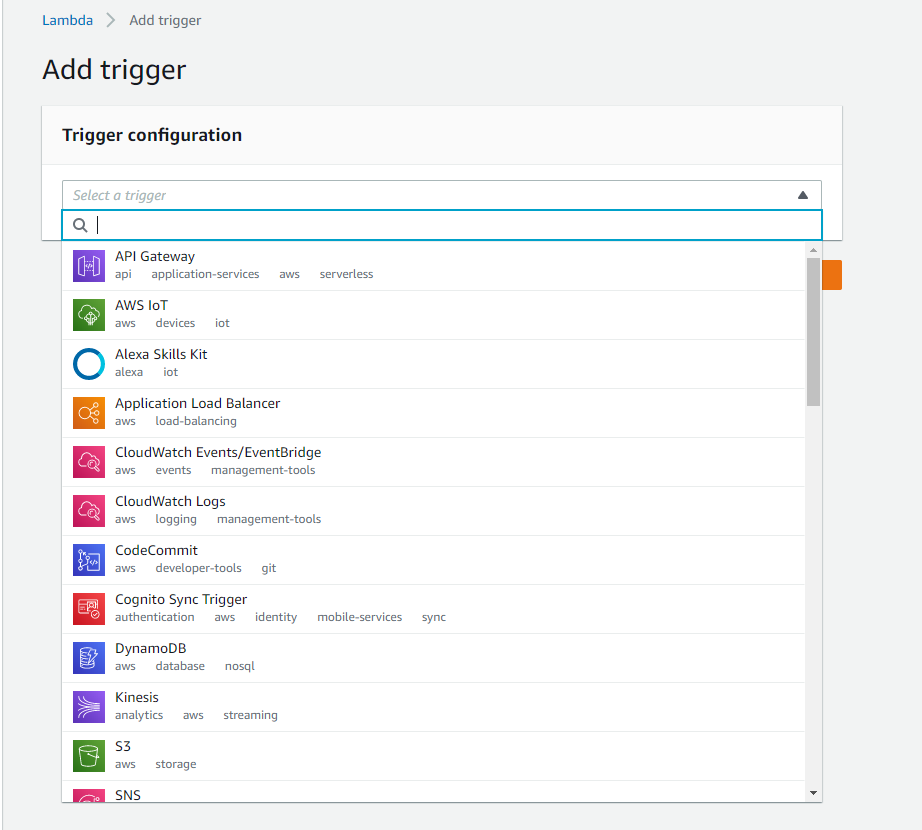 Lambda > Add trigger
Add trigger
Trigger configuration
Select a trigger
API Gateway
api application-services aws serverless
AWS IoT
aws devices iot
Alexa Skills Kit
alexa iot
Application Load Balancer
aws load-balancing
CloudWatch Events/EventBridge
aws events management-tools
CloudWatch Logs
aws logging management-tools
CodeCommit
aws developer-tools git
Cognito Sync Trigger
authentication aws identity mobile-services sync
DynamoDB
aws database nosql
Kinesis
analytics aws streaming
S3
aws storage
SNS